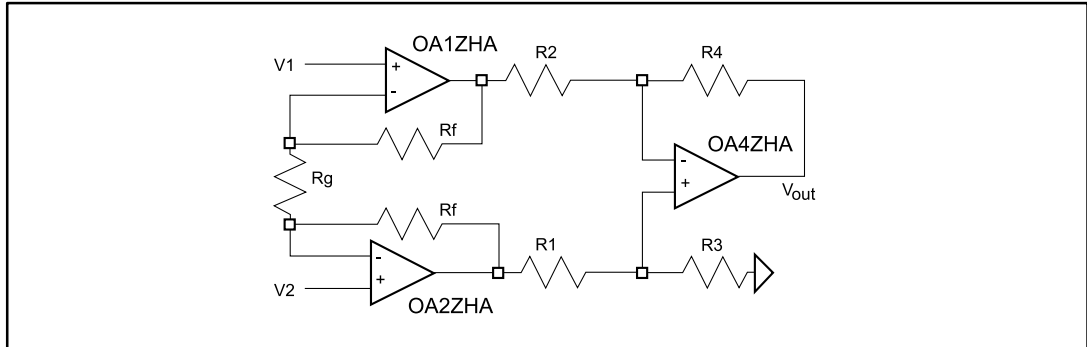 OA1ZHA
R2
R4
V1
+
-
Rf
OA4ZHA
-
+
Vout
Rg
Rf
R1
R3
-
+
V2
OA2ZHA